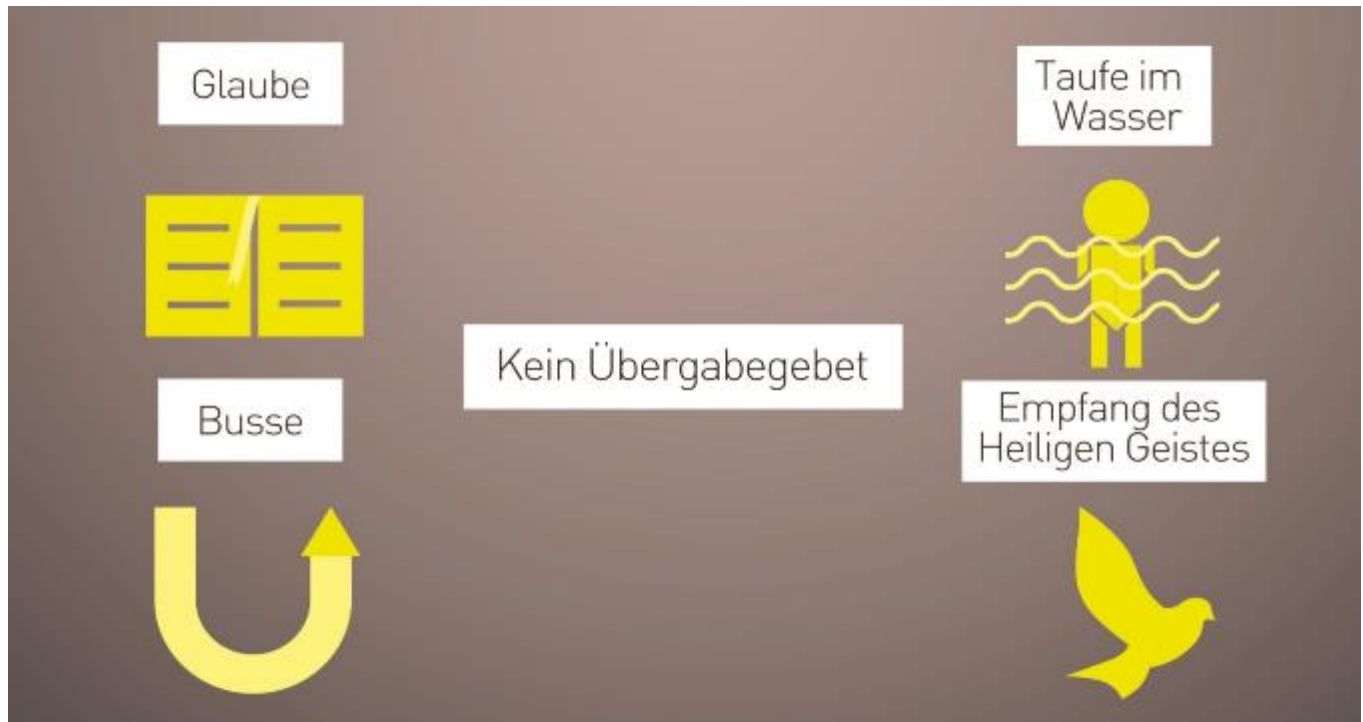 Glaube
Taufe im
Wasser
Kein Übergabegebet
Busse
Empfang des
Heiligen Geistes